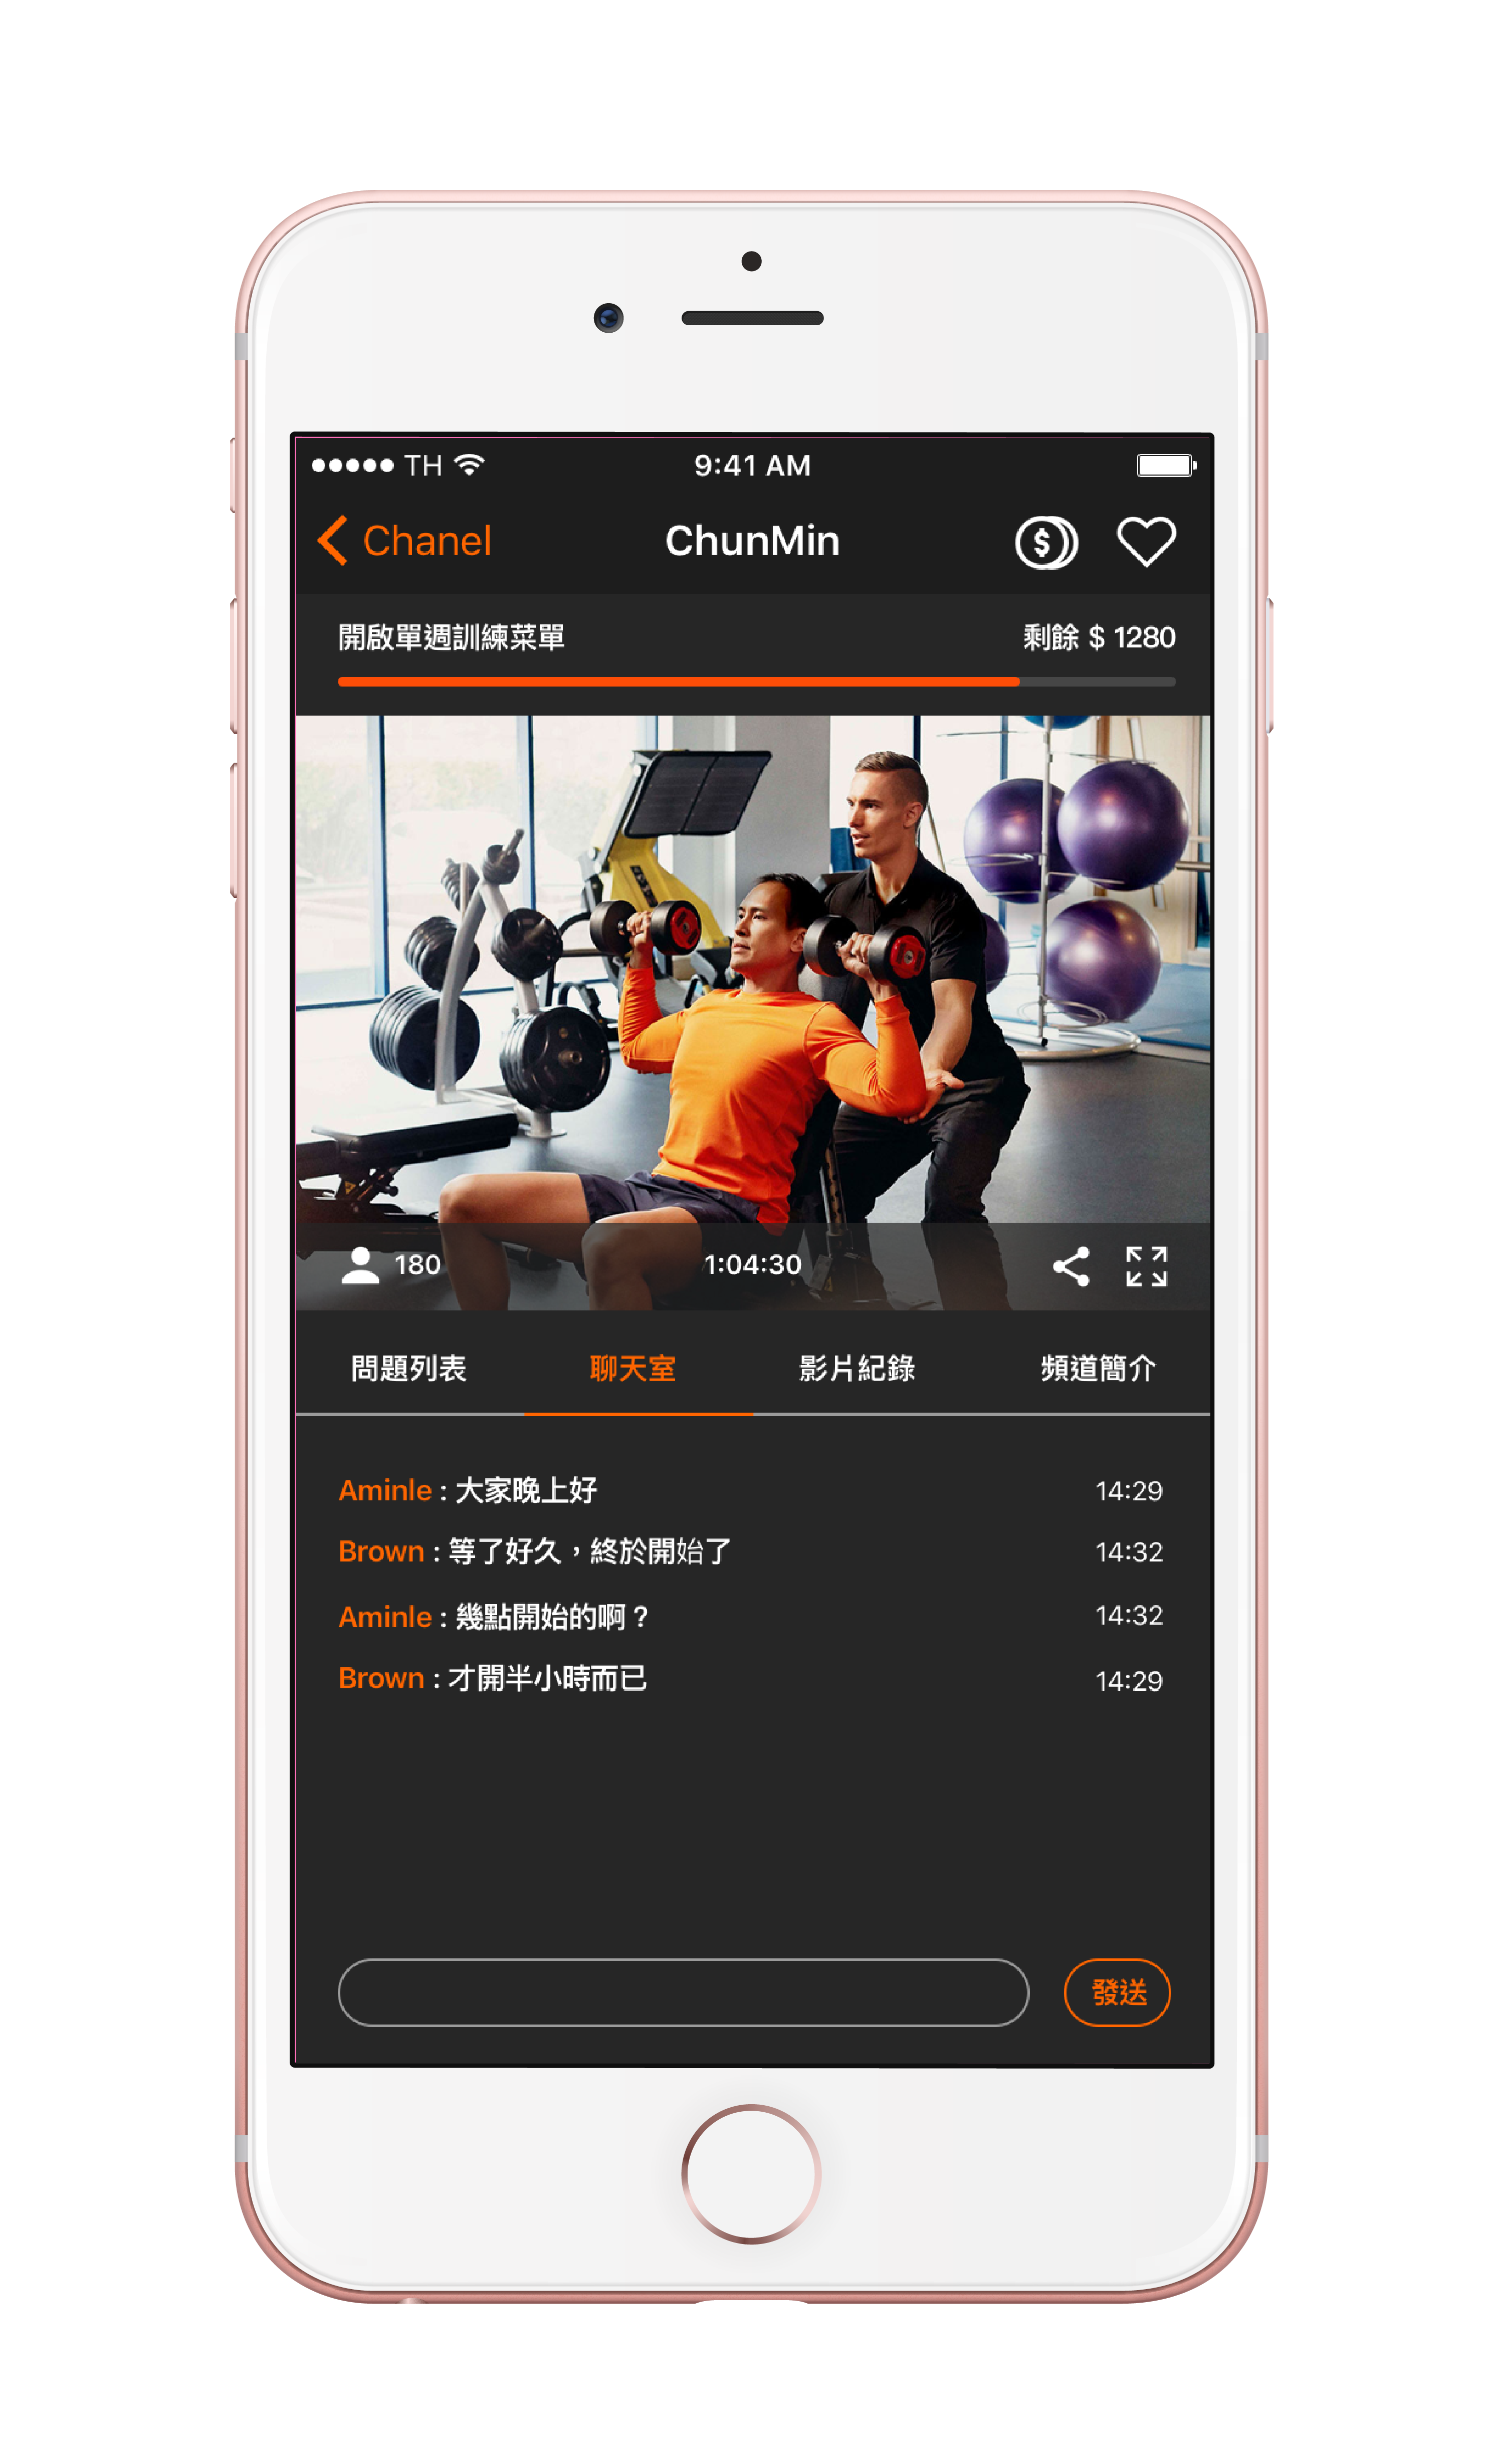 TH 9:41 AM
Chanel ChunMin
開啟單週訓練菜單 剩餘 $ 1280
180 1:04:30
問題列表 聊天室 影片紀錄 頻道簡介
Aminle : 大家晚上好 14:29
Brown : 等了好久，終於開始了 14:32
Aminle : 幾點開始的啊？ 14:32
Brown : 才開半小時而已 14:29
發送